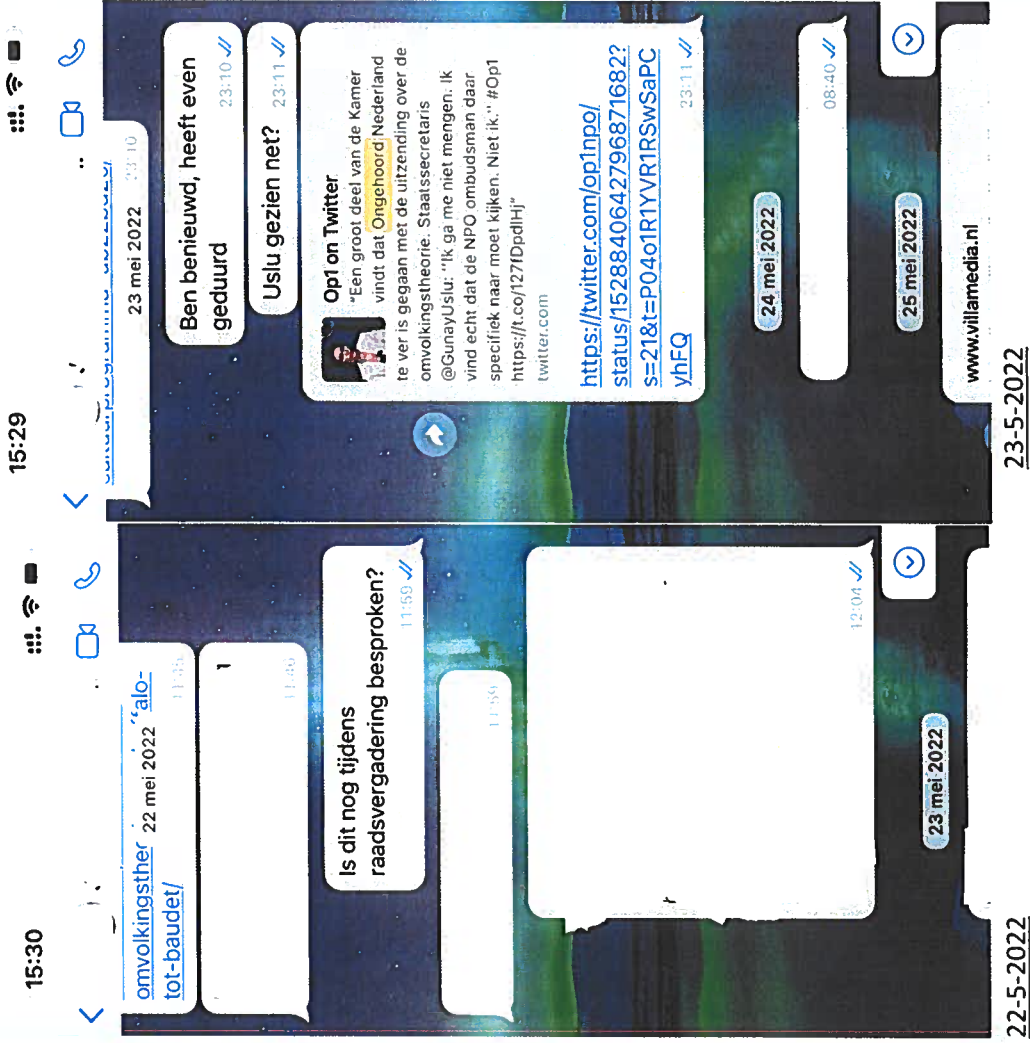 15:30
omvolkingsther
22 mei 2022
alo-
tot-baudet/
11:46
Is dit nog tijdens
raadsvergadering besproken?
11:59
11:59
12:04
23 mei 2022
22-5-2022
15:29
23 mei 2022
23:10
Ben benieuwd, heeft even
geduurd
23:10
Uslu gezien net?
23:11
Op1 on Twitter
"Een groot deel van de Kamer
vindt dat Ongehoord Nederland
te ver is gegaan met de uitzending over de
omvolkingstheorie. Staatssecretaris
@GunayUslu: "Ik ga me niet mengen. Ik
vind echt dat de NPO ombudsman daar
specifiek naar moet kijken. Niet ik." #Op1
https://t.co/127fDpdlHj"
twitter.com
https://twitter.com/op1npo/
status/1528840642796871682?
s=21&t=P04o1R1YVR1RSwSaPC
yhFQ
23:11
24 mei 2022
08:40
25 mei 2022
www.villamedia.nl
23-5-2022